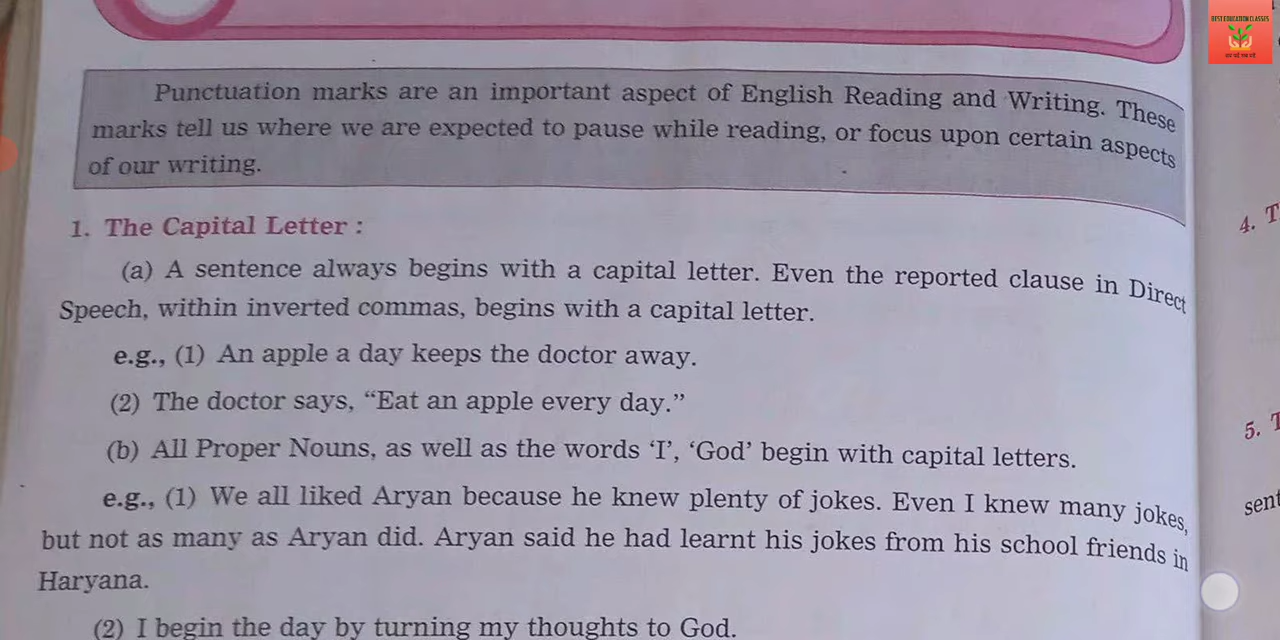 BEST EDUCATION CLASSES
Punctuation marks are an important aspect of English Reading and Writing. These
marks tell us where we are expected to pause while reading, or focus upon certain aspects
of our writing.
1. The Capital Letter :
(a) A sentence always begins with a capital letter. Even the reported clause in Direct
Speech, within inverted commas, begins with a capital letter.
e.g., (1) An apple a day keeps the doctor away.
(2) The doctor says, “Eat an apple every day.”
(b) All Proper Nouns, as well as the words ‘I’, ‘God’ begin with capital letters.
e.g., (1) We all liked Aryan because he knew plenty of jokes. Even I knew many jokes,
but not as many as Aryan did. Aryan said he had learnt his jokes from his school friends in
Haryana.
(2) I begin the day by turning my thoughts to God.
4. T
5. T
sent